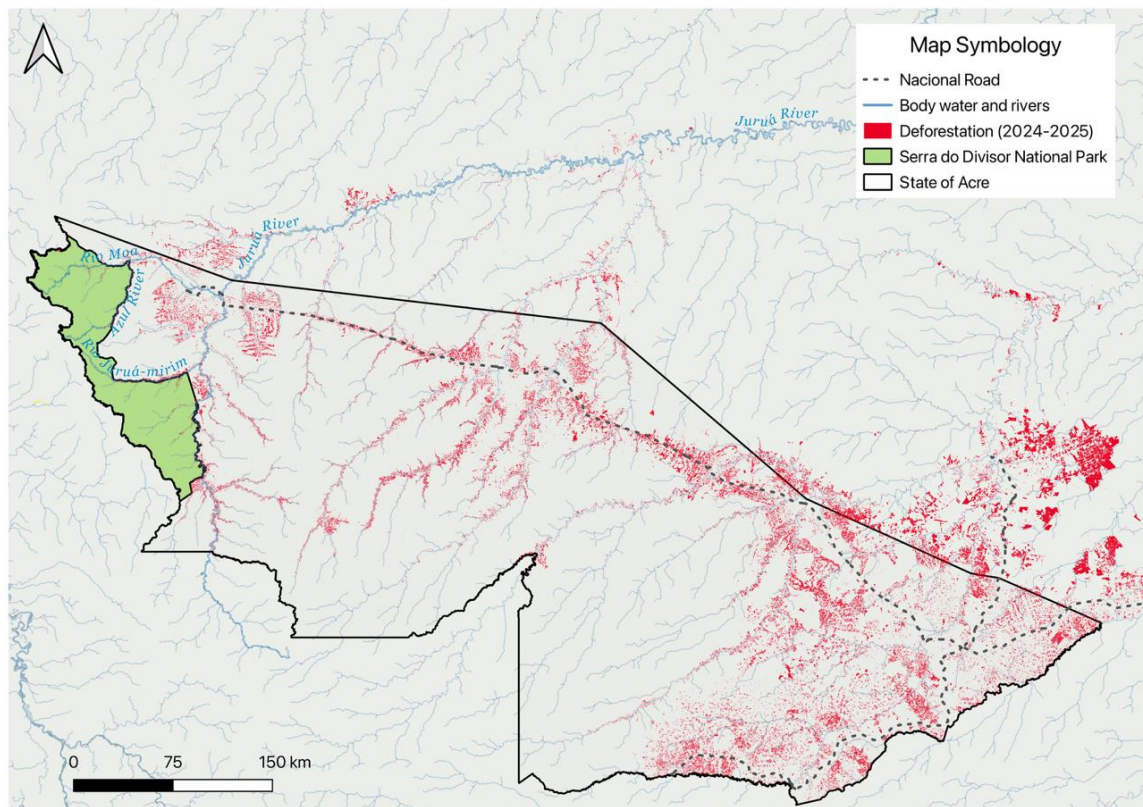 Map Symbology
Nacional Road
Body water and rivers
Deforestation (2024-2025)
Serra do Divisor National Park
State of Acre
Juruá River
Juruá River
Rio Moa
Azul River
Rio Juruá-mirim
0 75 150 km